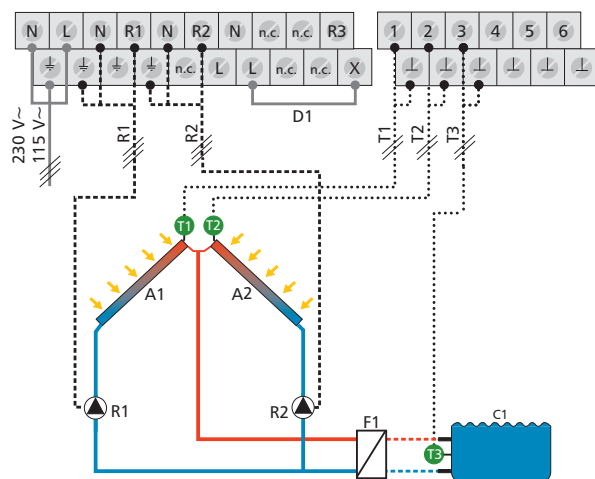 N L N R1 N R2 N n.c. n.c. R3
n.c. L L n.c. n.c. X
1 2 3 4 5 6
D1
230 V~
115 V~
R1
R2
T1
T2
T3
T1 T2
A1 A2
R1 R2
F1
C1
T3